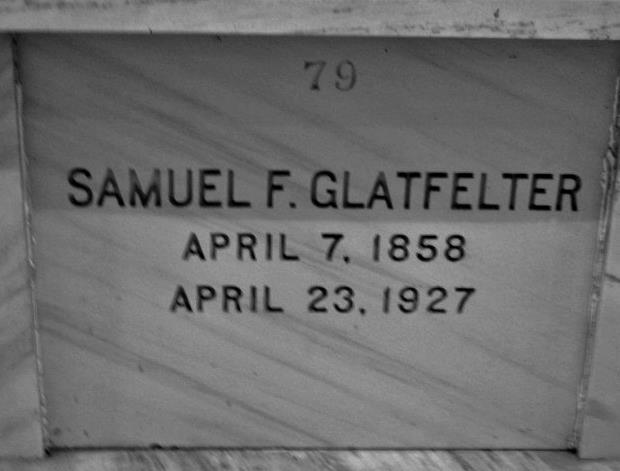 79
SAMUEL F. GLATFELTER
APRIL 7, 1858
APRIL 23, 1927